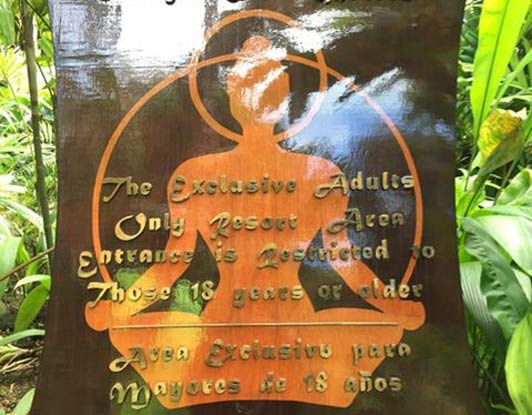 The Exclusive Adults
Only Resort Area
Entrance is Restricted to
Those 18 years or older
Area Exclusive para
Mayores de 18 años